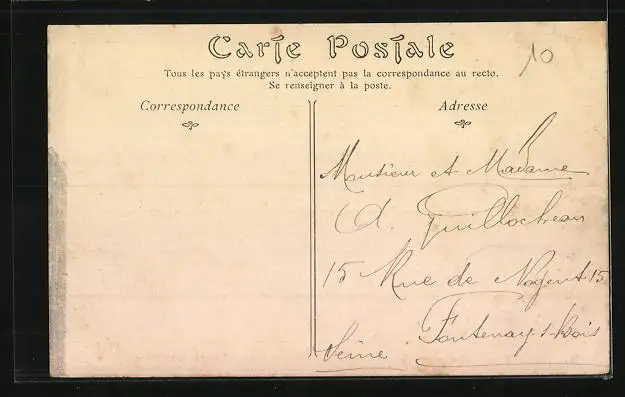 Carte Postale
10
Tous les pays étrangers n'acceptent pas la correspondance au recto.
Se renseigner à la poste.
Correspondance
Adresse
Monsieur et Madame
A. Guillocheau
15 Rue de Nogent 15
Fontenay-s-Bois
Seine